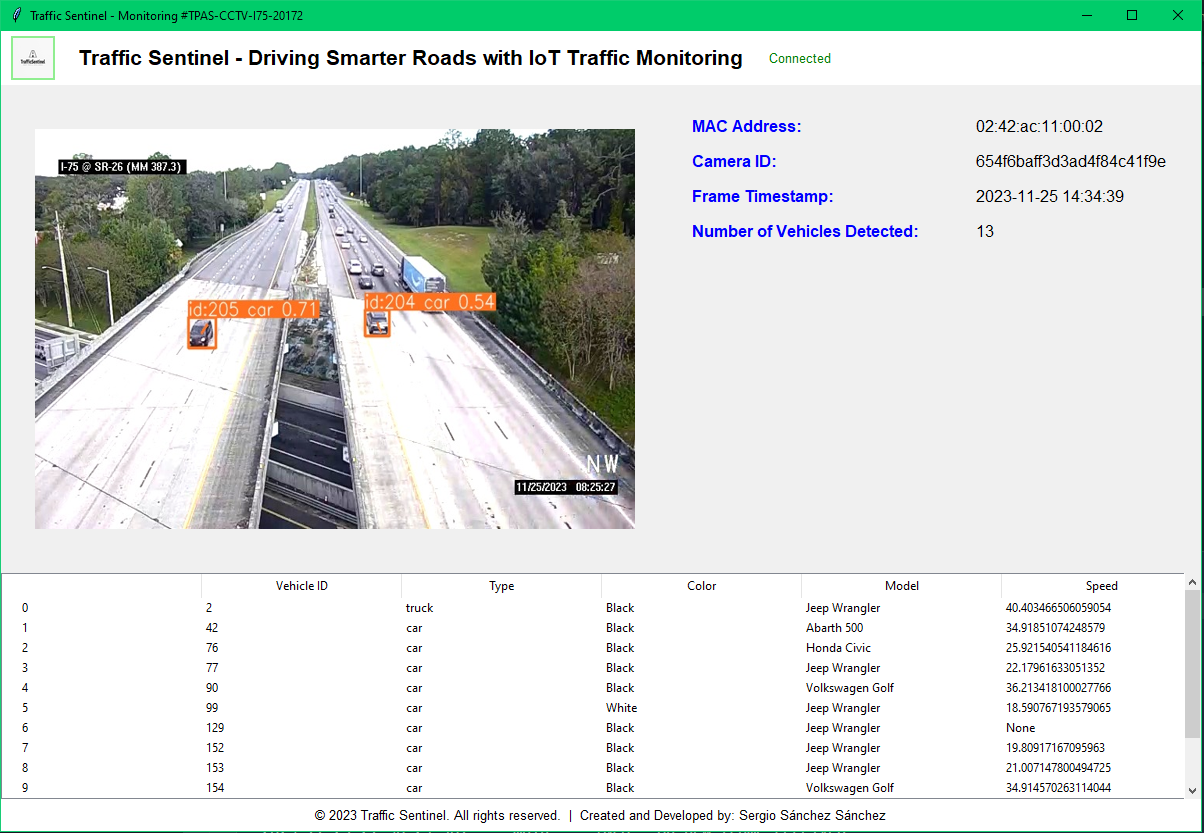 Traffic Sentinel - Monitoring #TPAS-CCTV-I75-20172
TrafficSentinel
Traffic Sentinel - Driving Smarter Roads with IoT Traffic Monitoring
Connected
I-75 @ SR-26 (MM 387.3)
id:205 car 0.71
id:204 car 0.54
NW
11/25/2023 08:25:27
MAC Address: 02:42:ac:11:00:02
Camera ID: 654f6baff3d3ad4f84c41f9e
Frame Timestamp: 2023-11-25 14:34:39
Number of Vehicles Detected: 13
Vehicle ID Type Color Model Speed
0 2 truck Black Jeep Wrangler 40.403466506059054
1 42 car Black Abarth 500 34.91851074248579
2 76 car Black Honda Civic 25.921540541184616
3 77 car Black Jeep Wrangler 22.17961633051352
4 90 car Black Volkswagen Golf 36.213418100027766
5 99 car White Jeep Wrangler 18.590767193579065
6 129 car Black Jeep Wrangler None
7 152 car Black Jeep Wrangler 19.80917167095963
8 153 car Black Jeep Wrangler 21.007147800494725
9 154 car Black Volkswagen Golf 34.914570263114044
© 2023 Traffic Sentinel. All rights reserved. | Created and Developed by: Sergio Sánchez Sánchez